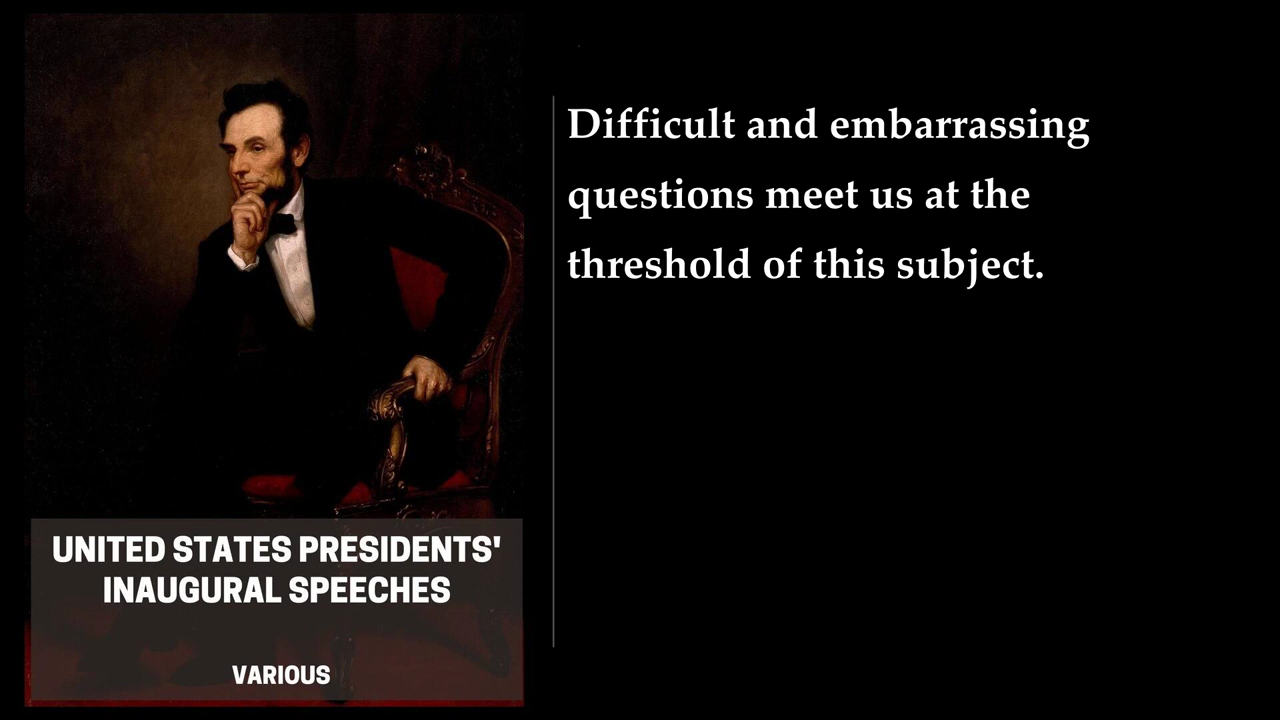 Difficult and embarrassing
questions meet us at the
threshold of this subject.
UNITED STATES PRESIDENTS'
INAUGURAL SPEECHES
VARIOUS